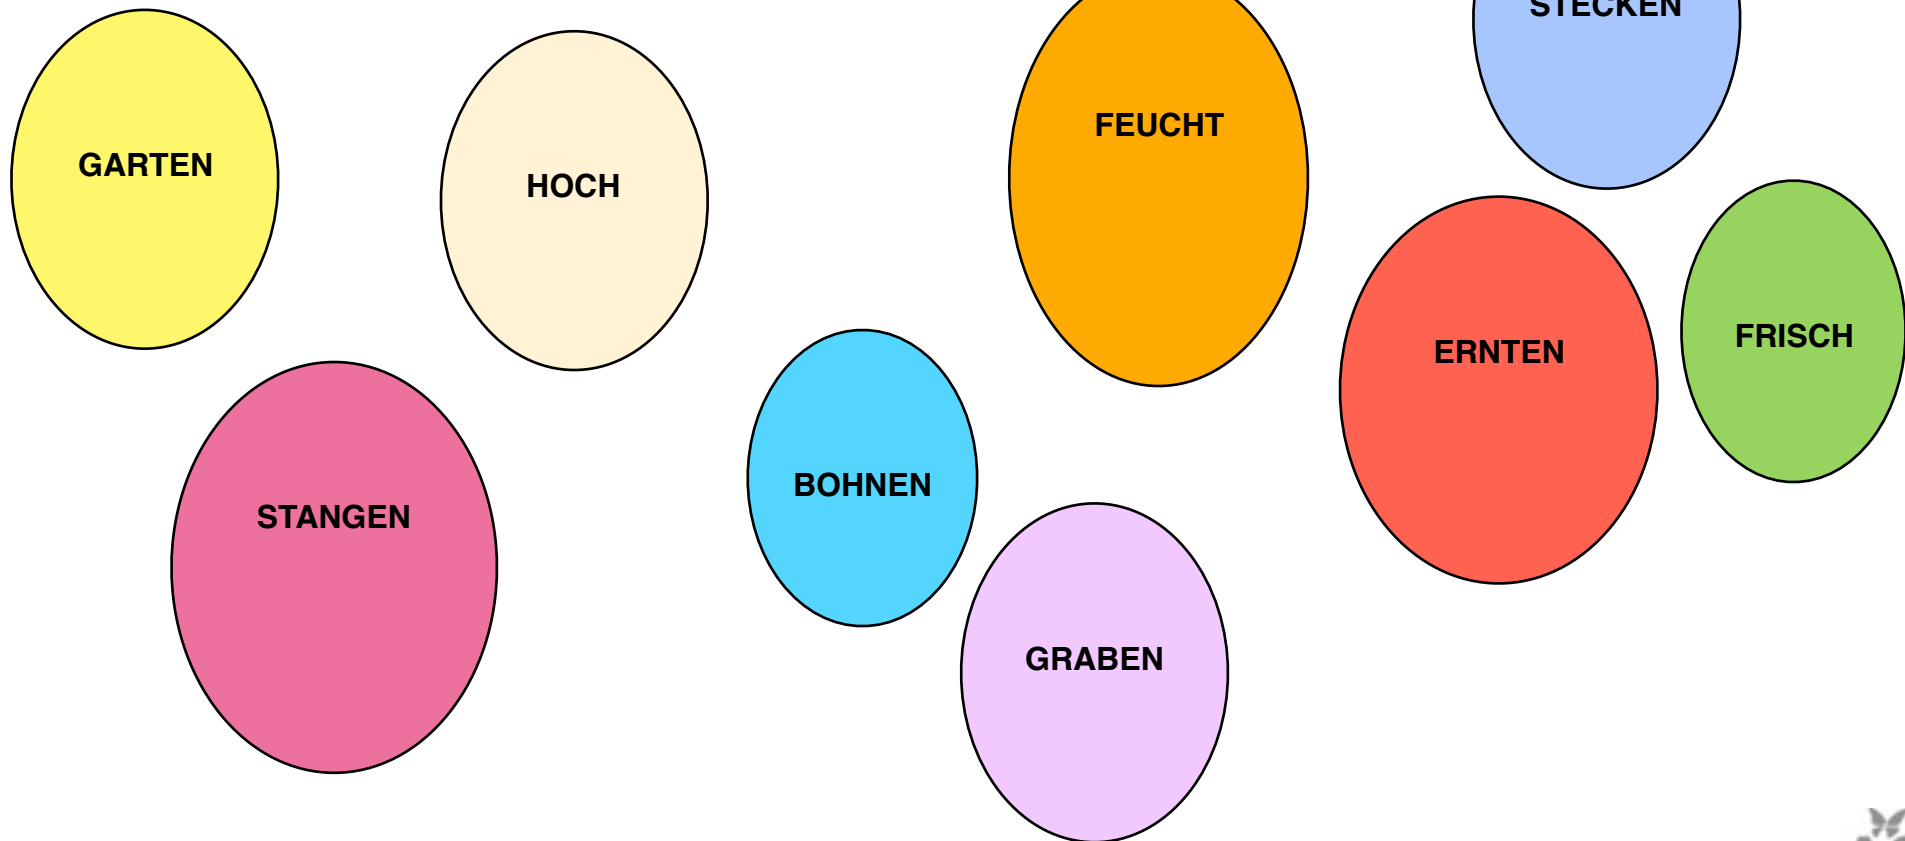 STECKEN
FEUCHT
GARTEN
HOCH
FRISCH
ERNTEN
BOHNEN
STANGEN
GRABEN